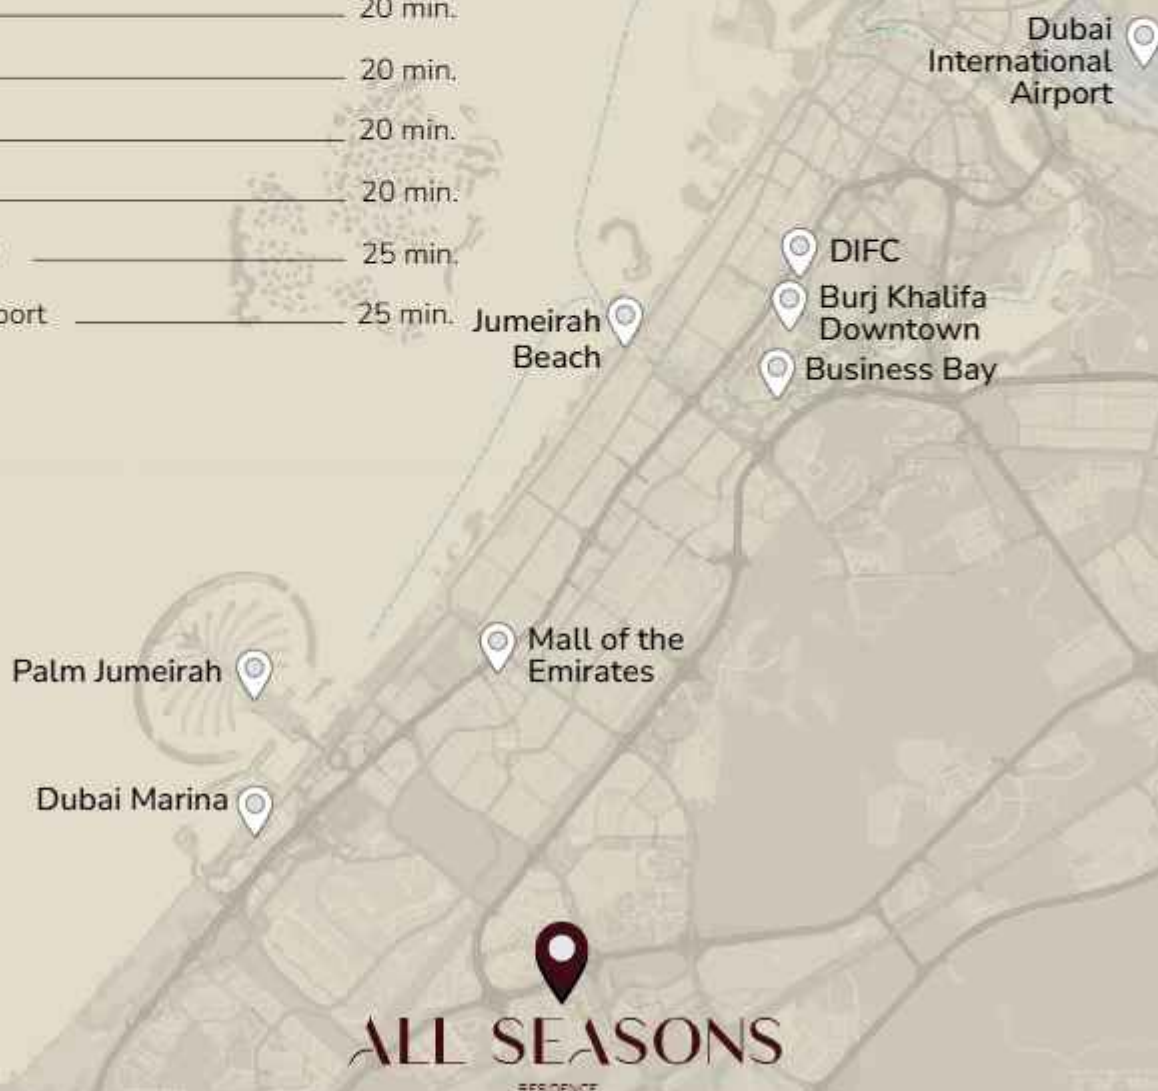 20 min.
20 min.
20 min.
20 min.
25 min.
25 min.
Dubai
International
Airport
DIFC
Burj Khalifa
Downtown
Business Bay
Jumeirah
Beach
Mall of the
Emirates
Palm Jumeirah
Dubai Marina
ALL SEASONS
RESIDENCE